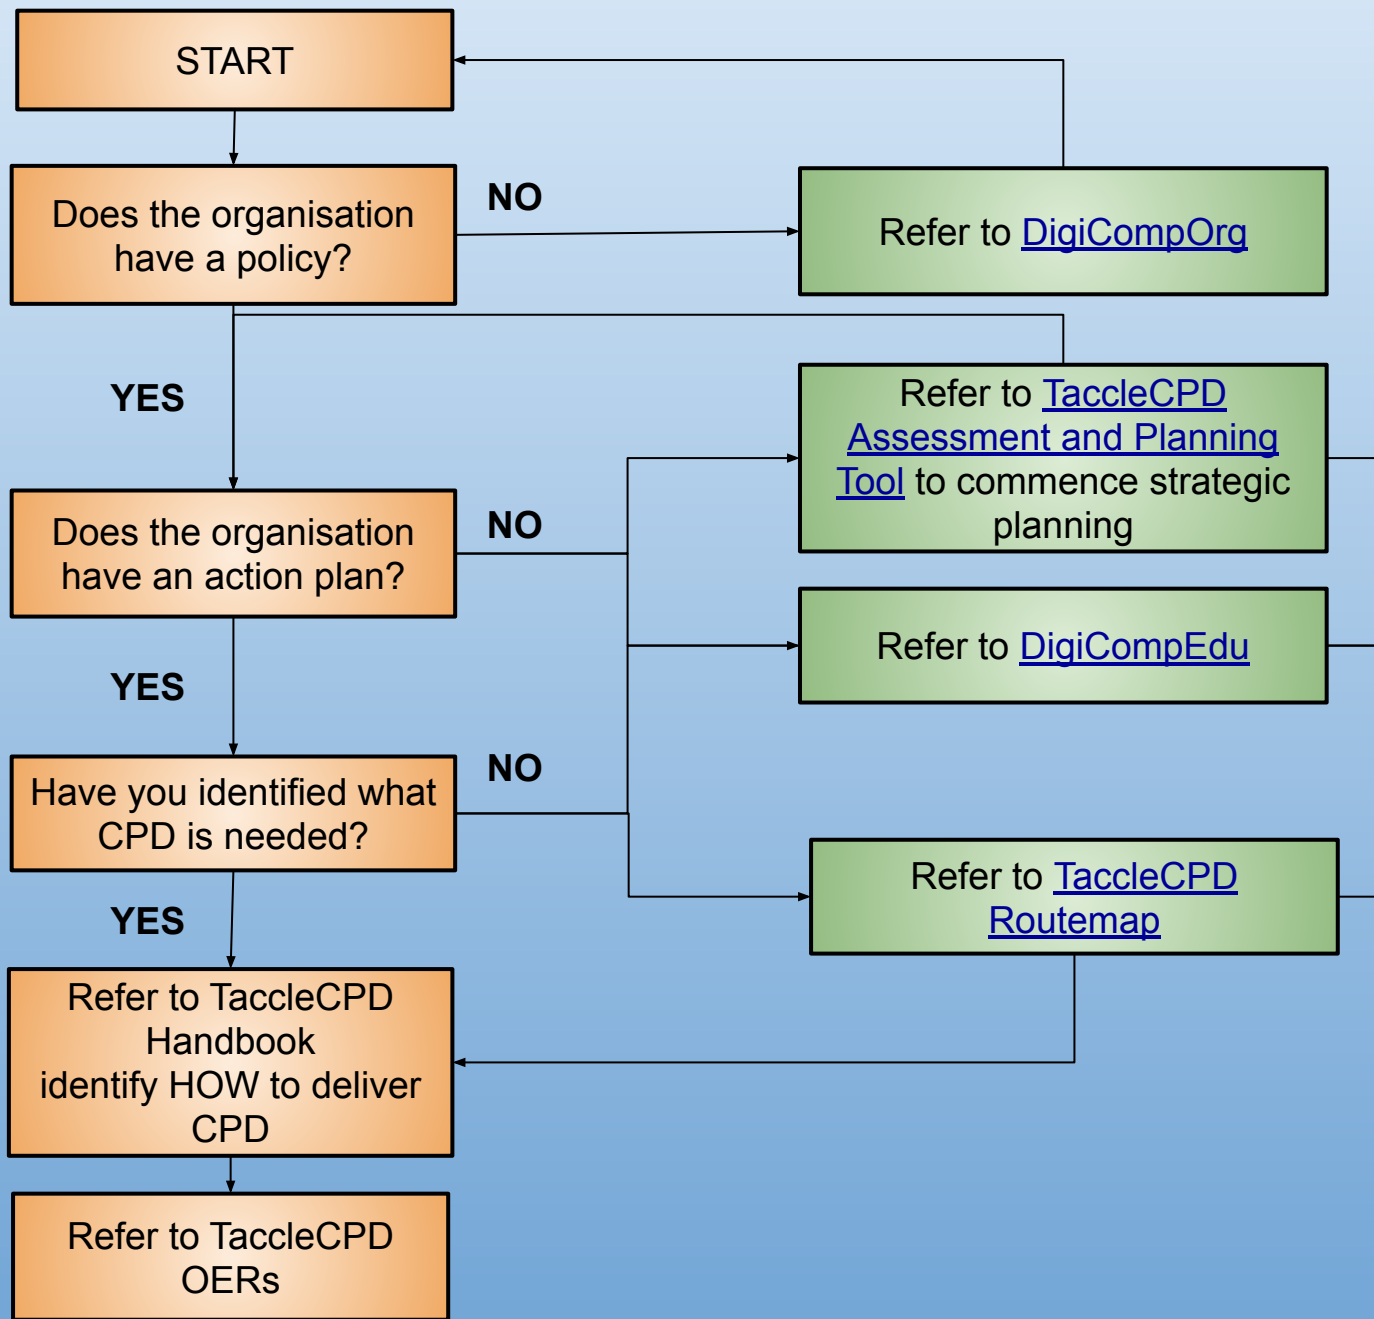 START
Does the organisation
have a policy?
NO
Refer to DigiCompOrg
YES
Refer to TaccleCPD
Assessment and Planning
Tool to commence strategic
planning
Does the organisation
have an action plan?
NO
Refer to DigiCompEdu
YES
Have you identified what
CPD is needed?
NO
Refer to TaccleCPD
Routemap
YES
Refer to TaccleCPD
Handbook
identify HOW to deliver
CPD
Refer to TaccleCPD
OERs